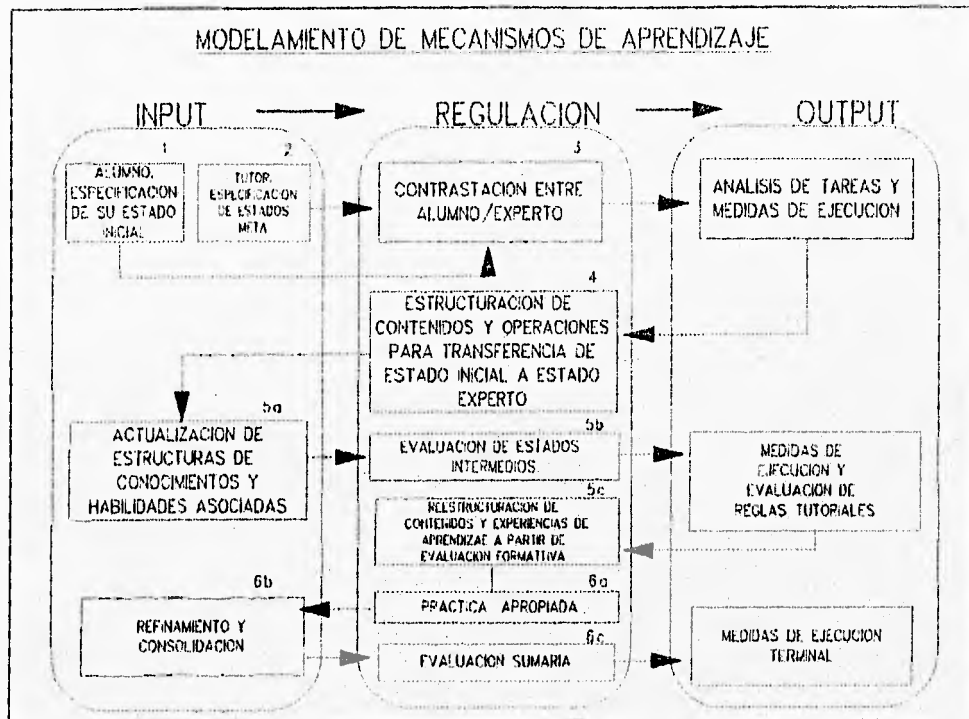 MODELAMIENTO DE MECANISMOS DE APRENDIZAJE
INPUT
REGULACION
OUTPUT
1
ALUMNO,
ESPECIFICACION
DE SU ESTADO
INICIAL
2
TUTOR,
ESPECIFICACION
DE ESTADOS
META
3
CONTRASTACION ENTRE
ALUMNO/EXPERTO
ANALISIS DE TAREAS Y
MEDIDAS DE EJECUCION
4
ESTRUCTURACION DE
CONTENIDOS Y OPERACIONES
PARA TRANSFERENCIA DE
ESTADO INICIAL A ESTADO
EXPERTO
5a
ACTUALIZACION DE
ESTRUCTURAS DE
CONOCIMIENTOS Y
HABILIDADES ASOCIADAS
5b
EVALUACION DE ESTADOS
INTERMEDIOS.
MEDIDAS DE
EJECUCION Y
EVALUACION DE
REGLAS TUTORIALES
5c
REESTRUCTURACION DE
CONTENIDOS Y EXPERIENCIAS DE
APRENDIZAE A PARTIR DE
EVALUACION FORMATTIVA
6a
PRACTICA APROPIADA
6b
REFINAMIENTO Y
CONSOLIDACION
6c
EVALUACION SUMARIA
MEDIDAS DE EJECUCION
TERMINAL